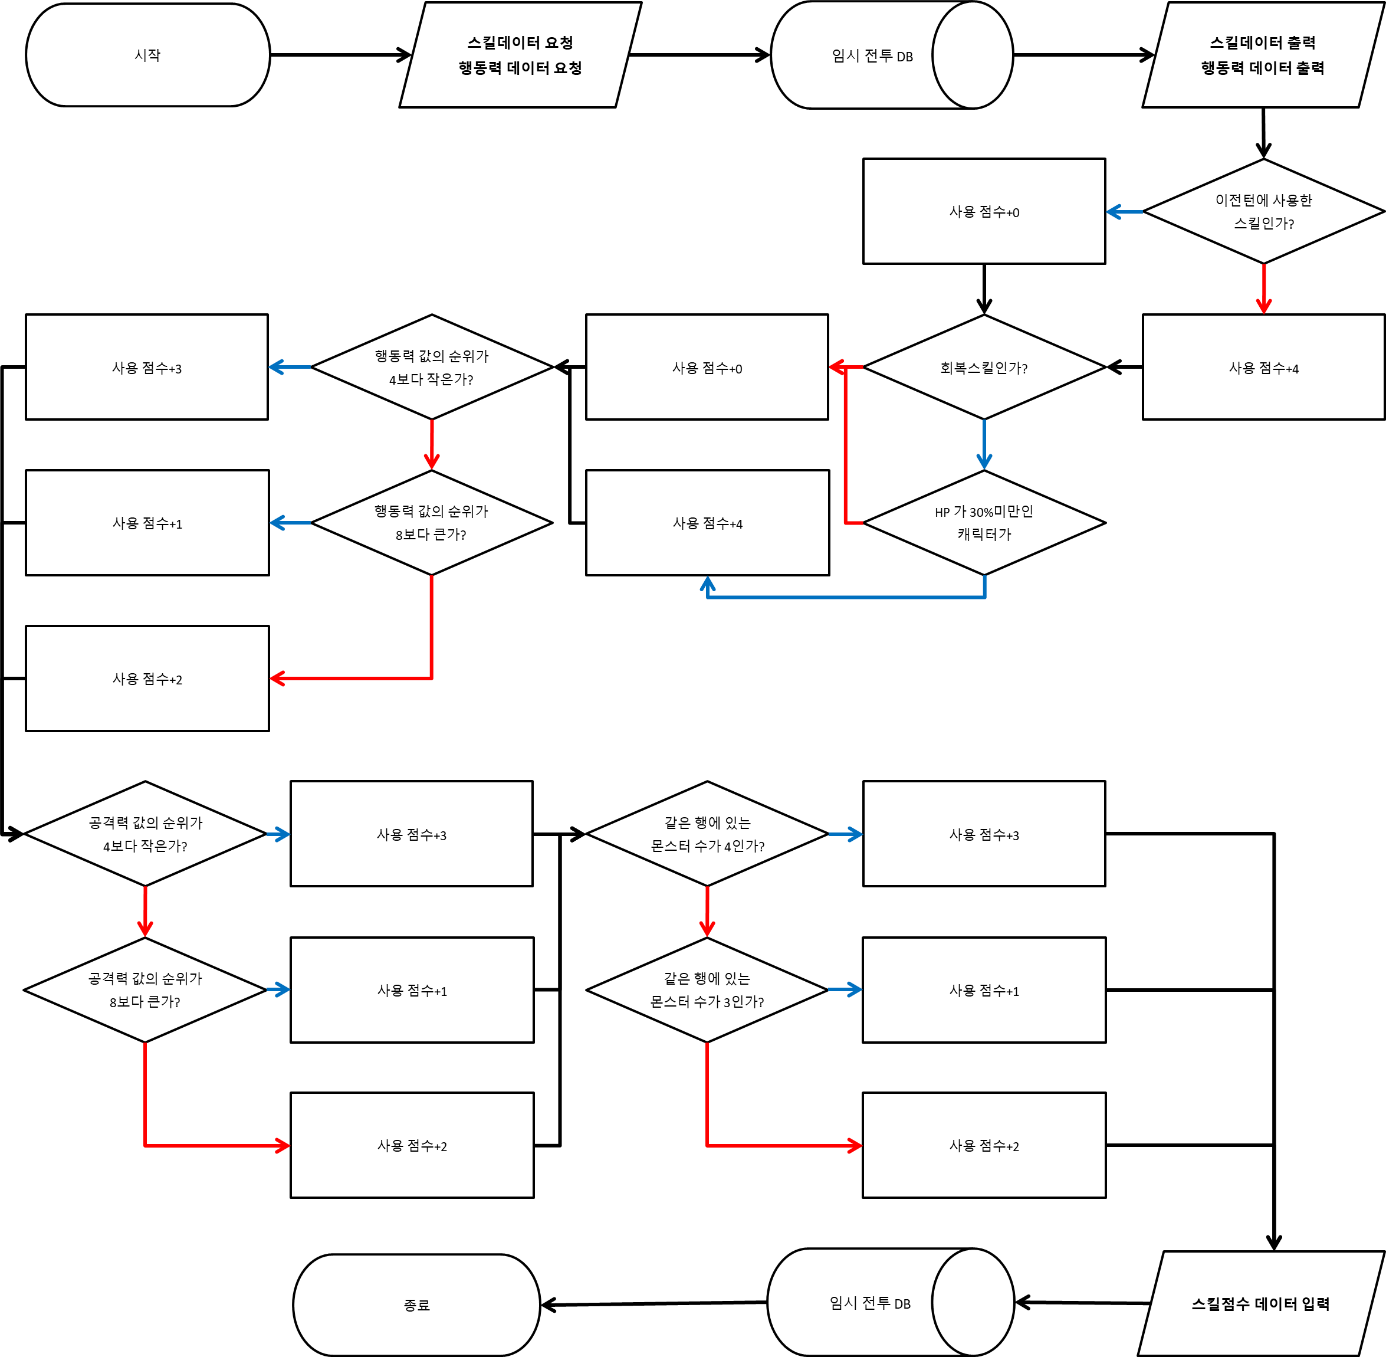 시작
스킬데이터 요청
행동력 데이터 요청
임시 전투 DB
스킬데이터 출력
행동력 데이터 출력
이전턴에 사용한
스킬인가?
사용 점수+0
사용 점수+4
회복스킬인가?
사용 점수+0
행동력 값의 순위가
4보다 작은가?
사용 점수+3
HP 가 30%미만인
캐릭터가
사용 점수+4
행동력 값의 순위가
8보다 큰가?
사용 점수+1
사용 점수+2
공격력 값의 순위가
4보다 작은가?
사용 점수+3
같은 행에 있는
몬스터 수가 4인가?
사용 점수+3
공격력 값의 순위가
8보다 큰가?
사용 점수+1
같은 행에 있는
몬스터 수가 3인가?
사용 점수+1
사용 점수+2
사용 점수+2
스킬점수 데이터 입력
임시 전투 DB
종료